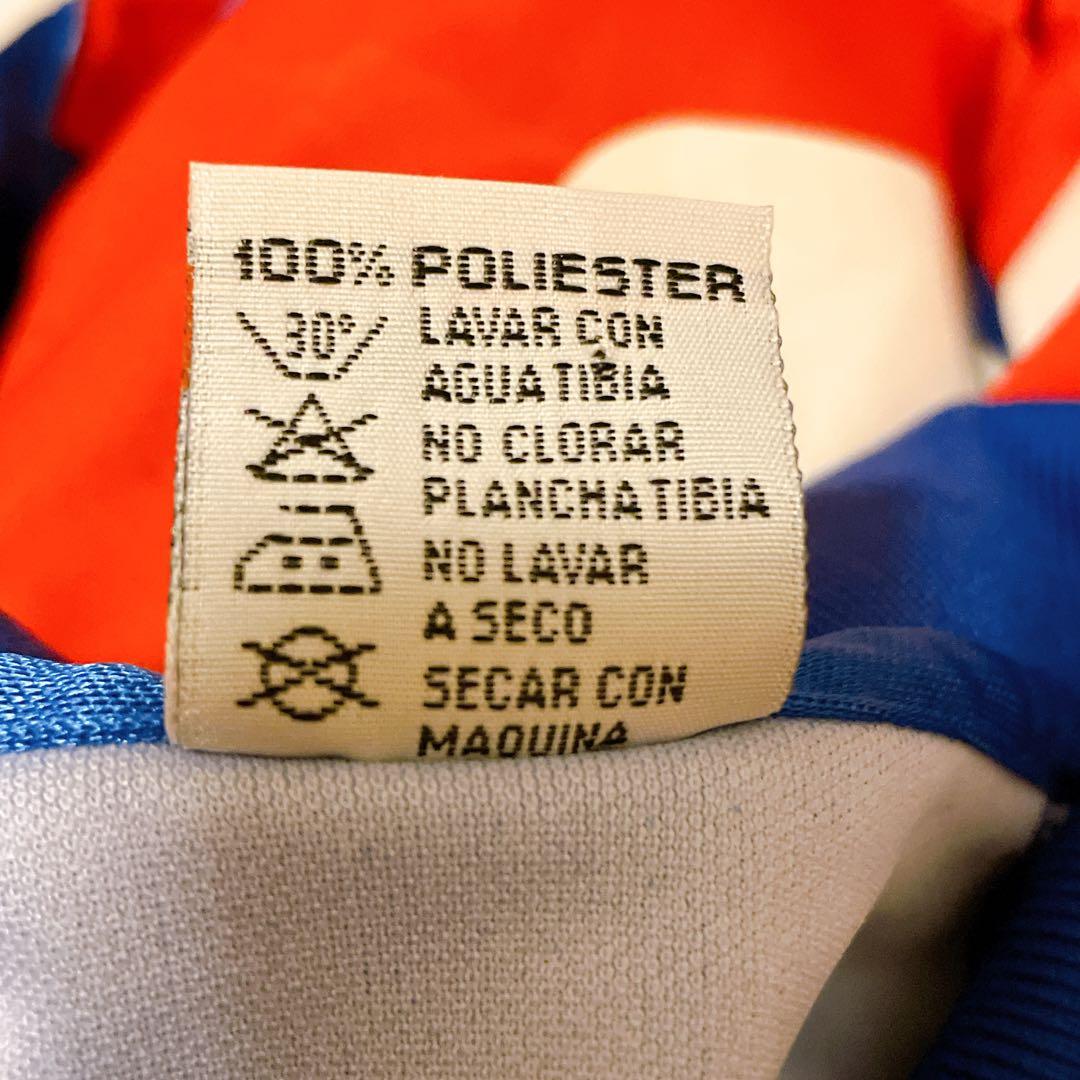 100% POLIESTER
30° LAVAR CON
AGUA TIBIA
NO CLORAR
PLANCHA TIBIA
NO LAVAR
A SECO
SECAR CON
MAQUINA